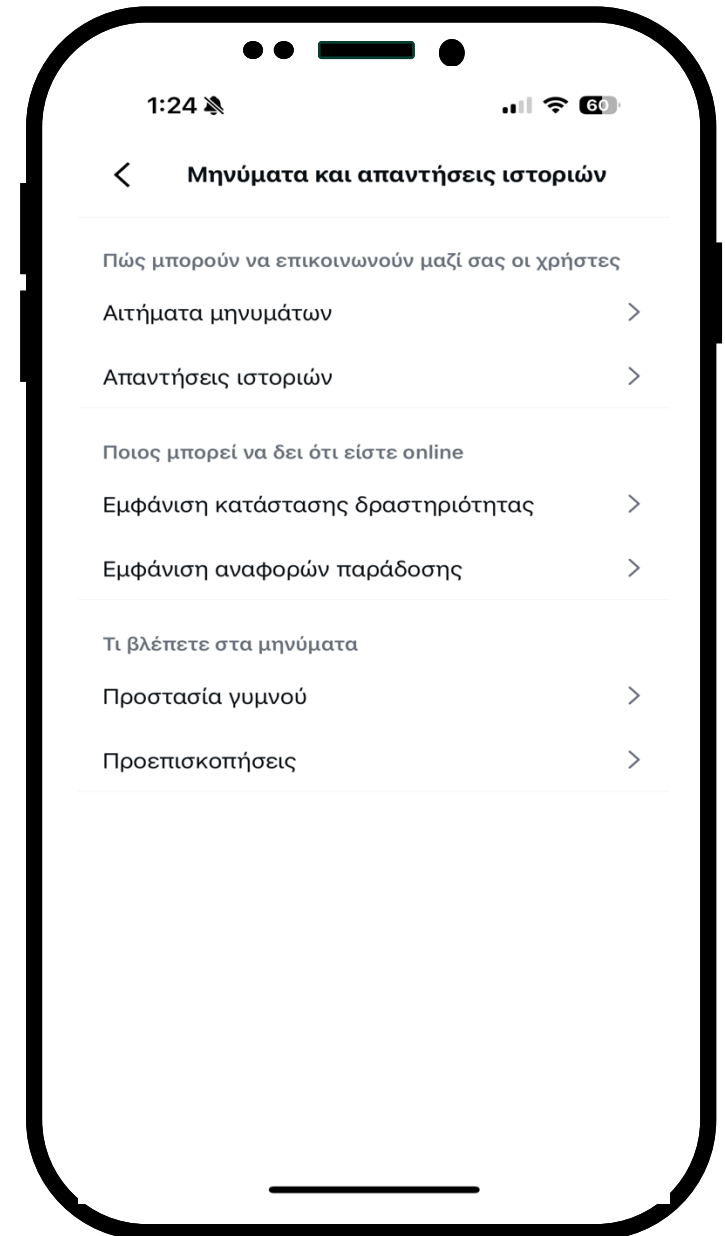 1:24
60
Μηνύματα και απαντήσεις ιστοριών
Πώς μπορούν να επικοινωνούν μαζί σας οι χρήστες
Αιτήματα μηνυμάτων
Απαντήσεις ιστοριών
Ποιος μπορεί να δει ότι είστε online
Εμφάνιση κατάστασης δραστηριότητας
Εμφάνιση αναφορών παράδοσης
Τι βλέπετε στα μηνύματα
Προστασία γυμνού
Προεπισκοπήσεις